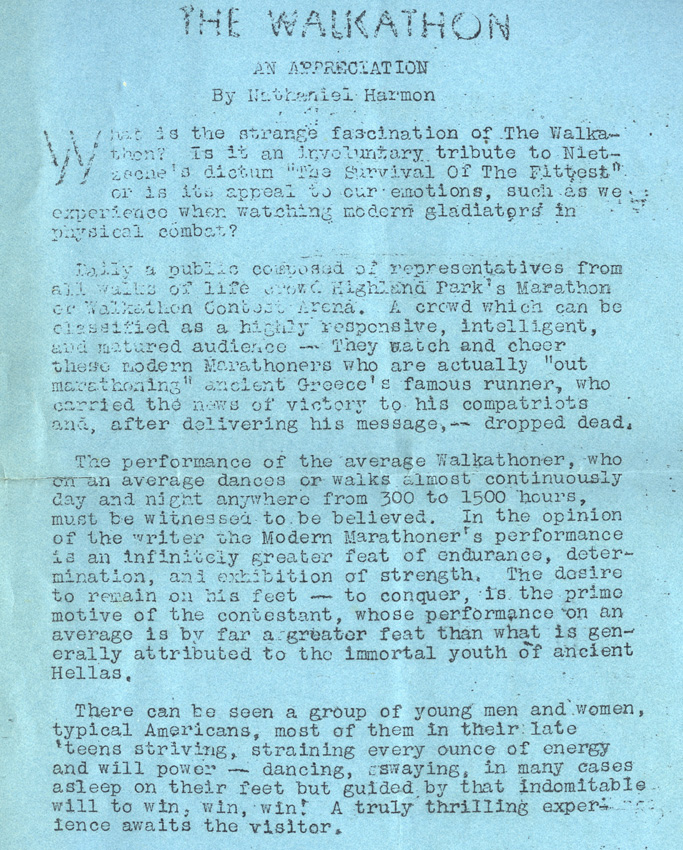 THE WALKATHON
AN APPRECIATION
By Nathaniel Harmon
What is the strange fascination of The Walka-
thon? Is it an involuntary tribute to Niet-
zsche's dictum "The Survival Of The Fittest"
or is its appeal to our emotions, such as we
experience when watching modern gladiators in
physical combat?
Daily a public composed of representatives from
all walks of life crowd Highland Park's Marathon
or Walkathon Contest Arena. A crowd which can be
classified as a highly responsive, intelligent,
and matured audience -- They watch and cheer
these modern Marathoners who are actually "out
marathoning" ancient Greece's famous runner, who
carried the news of victory to his compatriots
and, after delivering his message,-- dropped dead.
The performance of the average Walkathoner, who
on an average dances or walks almost continuously
day and night anywhere from 300 to 1500 hours,
must be witnessed to be believed. In the opinion
of the writer the Modern Marathoner's performance
is an infinitely greater feat of endurance, deter-
mination, and exhibition of strength. The desire
to remain on his feet -- to conquer, is the prime
motive of the contestant, whose performance on an
average is by far a greater feat than what is gen-
erally attributed to the immortal youth of ancient
Hellas.
There can be seen a group of young men and women,
typical Americans, most of them in their late
'teens striving, straining every ounce of energy
and will power -- dancing, swaying, in many cases
asleep on their feet but guided by that indomitable
will to win, win, win! A truly thrilling exper-
ience awaits the visitor.